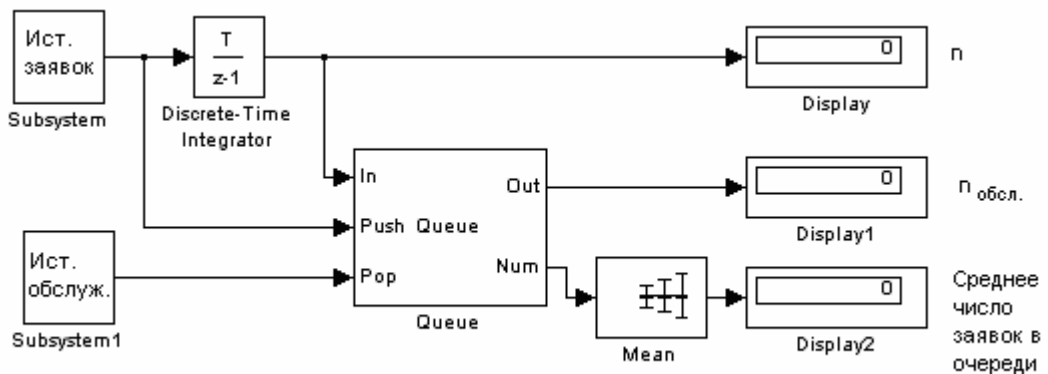 Ист.
заявок
Subsystem
T
z-1
Discrete-Time
Integrator
0
Display
n
In
Push Queue
Pop
Out
Num
Queue
0
Display1
n обсл.
Ист.
обслуж.
Subsystem1
Mean
0
Display2
Среднее
число
заявок в
очереди